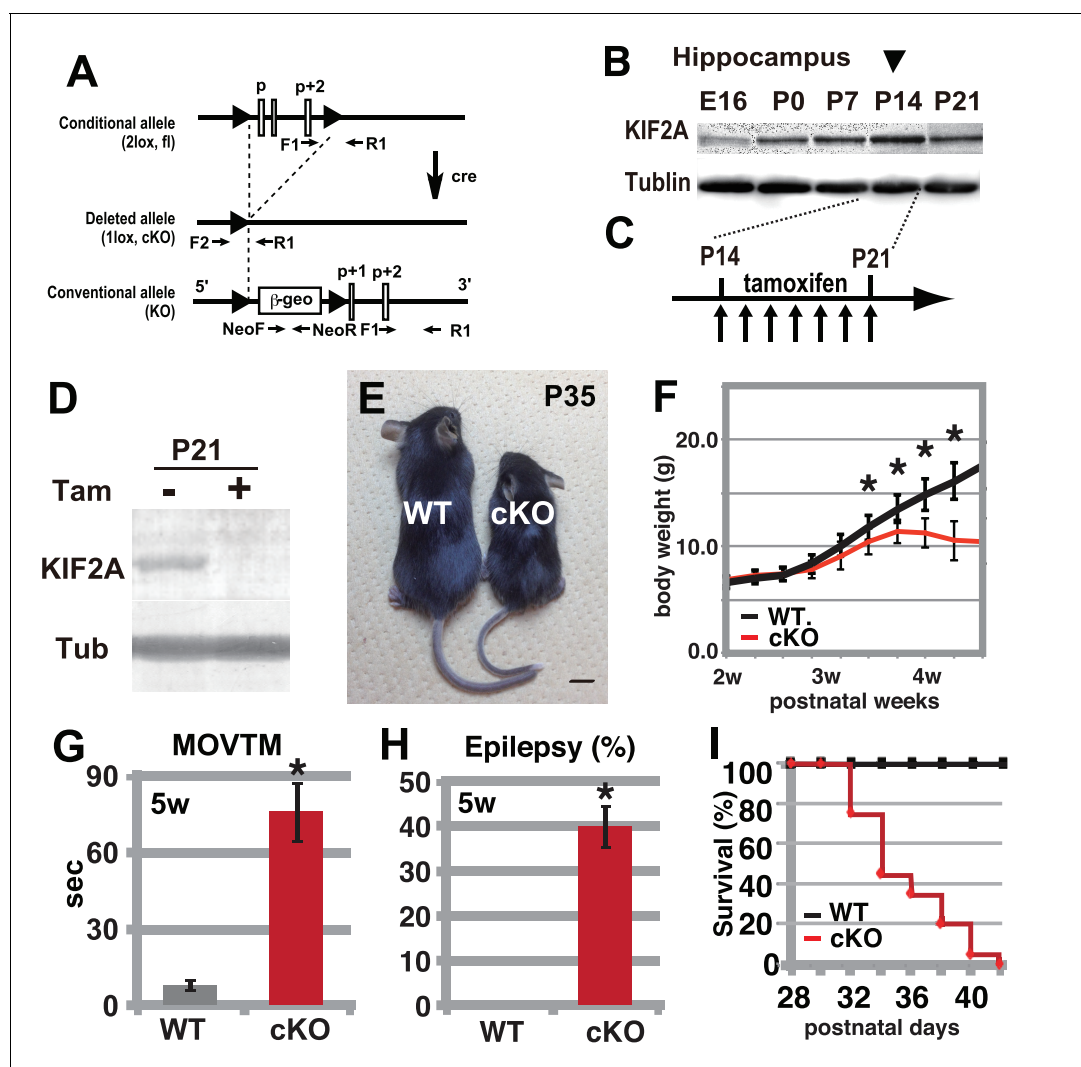 A
p p+2
Conditional allele
(2lox, fl)
F1 R1
cre
Deleted allele
(1lox, cKO)
F2 R1
p+1 p+2
5' 3'
Conventional allele
(KO)
β-geo
NeoF NeoR F1 R1
B
Hippocampus
E16 P0 P7 P14 P21
KIF2A
Tublin
C
P14 P21
tamoxifen
D
P21
Tam - +
KIF2A
Tub
E
P35
WT cKO
F
20.0
10.0
0.0
body weight (g)
* * * *
WT.
cKO
2w 3w 4w
postnatal weeks
G
MOVTM
90
60
30
0
sec
5w
*
WT cKO
H
Epilepsy (%)
50
40
30
20
10
0
5w
*
WT cKO
I
100
80
60
40
20
0
Survival (%)
WT
cKO
28 32 36 40
postnatal days